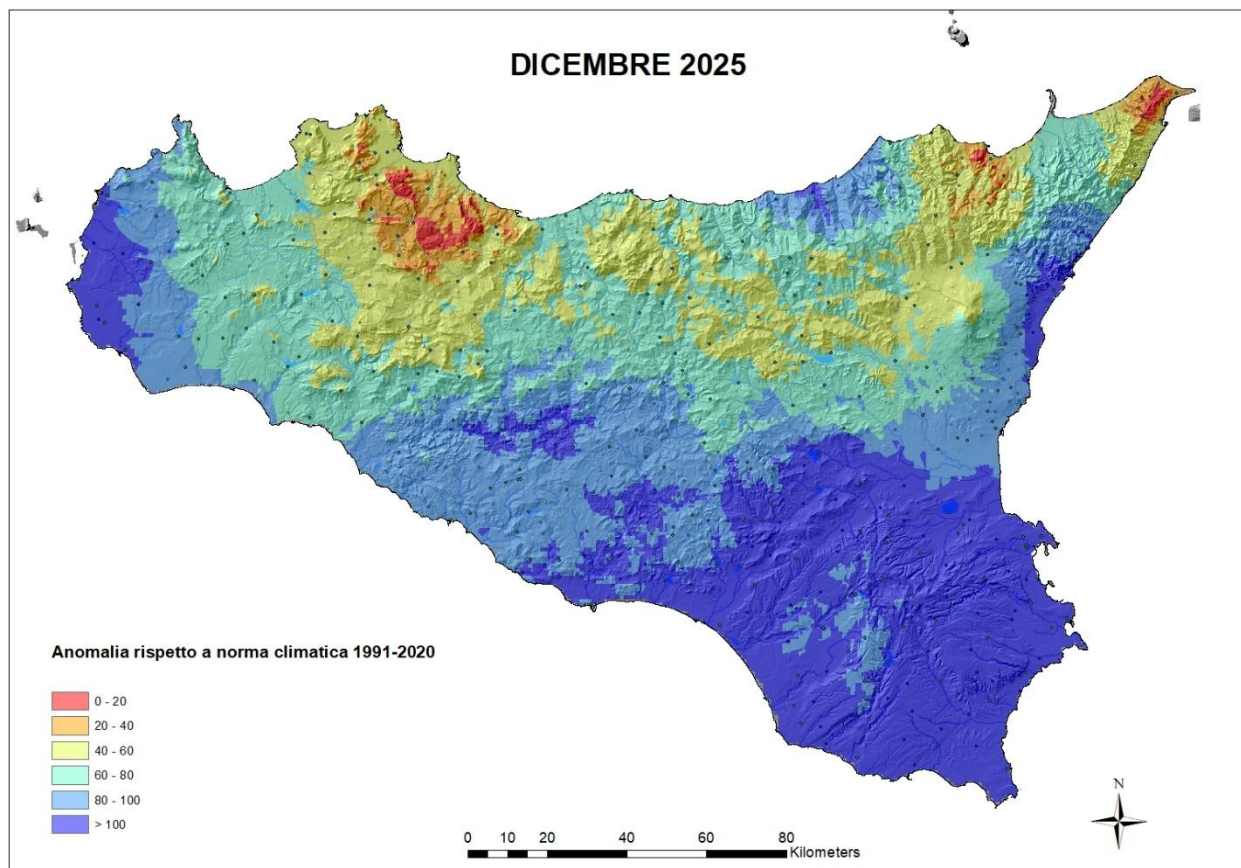 DICEMBRE 2025
Anomalia rispetto a norma climatica 1991-2020
0 - 20
20 - 40
40 - 60
60 - 80
80 - 100
> 100
N
0 10 20 40 60 80
Kilometers